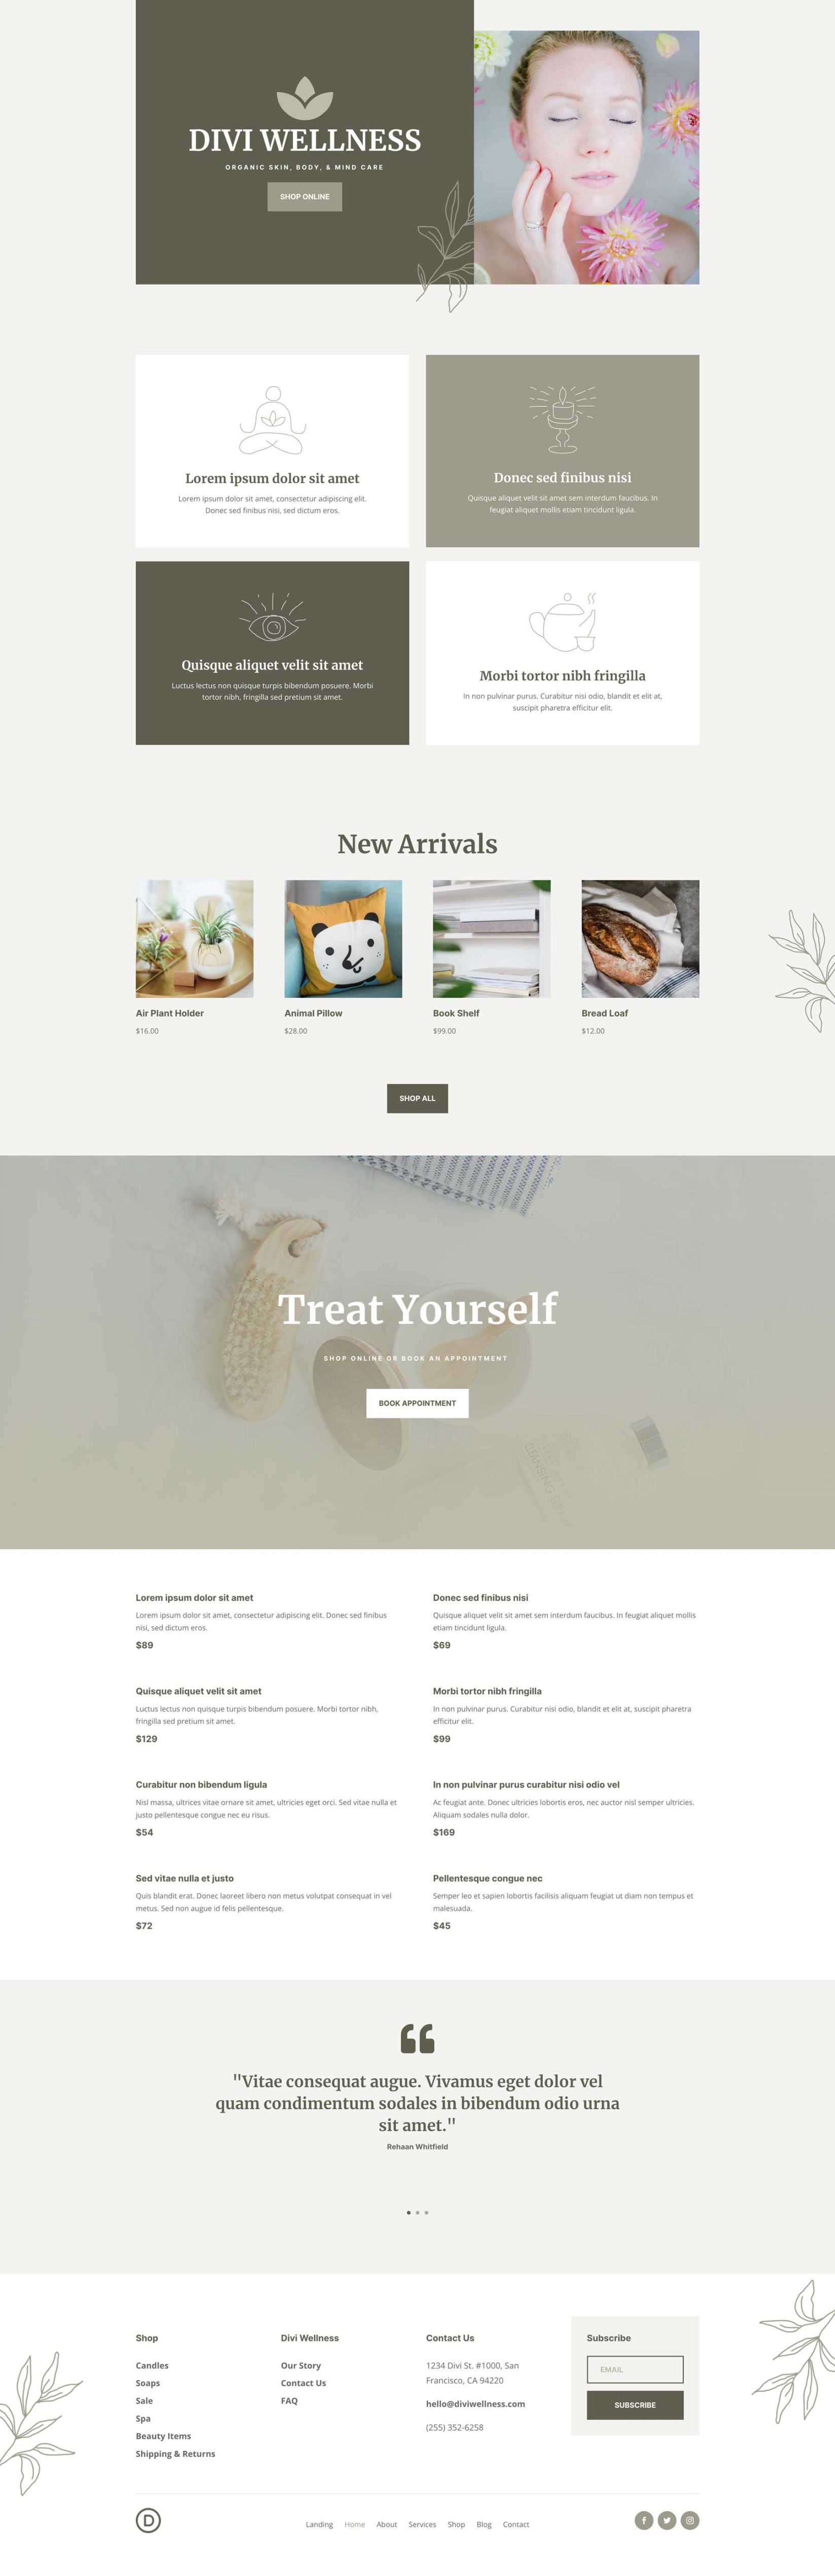 DIVI WELLNESS
ORGANIC SKIN, BODY, & MIND CARE
SHOP ONLINE
Lorem ipsum dolor sit amet
Lorem ipsum dolor sit amet, consectetur adipiscing elit.
Donec sed finibus nisi, sed dictum eros.
Donec sed finibus nisi
Quisque aliquet velit sit amet sem interdum faucibus. In
feugiat aliquet mollis etiam tincidunt ligula.
Quisque aliquet velit sit amet
Luctus lectus non quisque turpis bibendum posuere. Morbi
tortor nibh, fringilla sed pretium sit amet.
Morbi tortor nibh fringilla
In non pulvinar purus. Curabitur nisi odio, blandit et elit at,
suscipit pharetra efficitur elit.
New Arrivals
Air Plant Holder
$16.00
Animal Pillow
$28.00
Book Shelf
$99.00
Bread Loaf
$12.00
SHOP ALL
Treat Yourself
SHOP ONLINE OR BOOK AN APPOINTMENT
BOOK APPOINTMENT
CLEANSING
Lorem ipsum dolor sit amet
Lorem ipsum dolor sit amet, consectetur adipiscing elit. Donec sed finibus
nisi, sed dictum eros.
$89
Donec sed finibus nisi
Quisque aliquet velit sit amet sem interdum faucibus. In feugiat aliquet mollis
etiam tincidunt ligula.
$69
Quisque aliquet velit sit amet
Luctus lectus non quisque turpis bibendum posuere. Morbi tortor nibh,
fringilla sed pretium sit amet.
$129
Morbi tortor nibh fringilla
In non pulvinar purus. Curabitur nisi odio, blandit et elit at, suscipit pharetra
efficitur elit.
$99
Curabitur non bibendum ligula
Nisl massa, ultrices vitae ornare sit amet, ultricies eget orci. Sed vitae nulla et
justo pellentesque congue nec eu risus.
$54
In non pulvinar purus curabitur nisi odio vel
Ac feugiat ante. Donec ultricies lobortis eros, nec auctor nisl semper ultricies.
Aliquam sodales nulla dolor.
$169
Sed vitae nulla et justo
Quis blandit erat. Donec laoreet libero non metus volutpat consequat in vel
metus. Sed non augue id felis pellentesque.
$72
Pellentesque congue nec
Semper leo et sapien lobortis facilisis aliquam feugiat ut diam non tempus et
malesuada.
$45
"Vitae consequat augue. Vivamus eget dolor vel
quam condimentum sodales in bibendum odio urna
sit amet."
Rehaan Whitfield
Shop
Candles
Soaps
Sale
Spa
Beauty Items
Shipping & Returns
Divi Wellness
Our Story
Contact Us
FAQ
Contact Us
1234 Divi St. #1000, San
Francisco, CA 94220
hello@diviwellness.com
(255) 352-6258
Subscribe
EMAIL
SUBSCRIBE
D
Landing Home About Services Shop Blog Contact